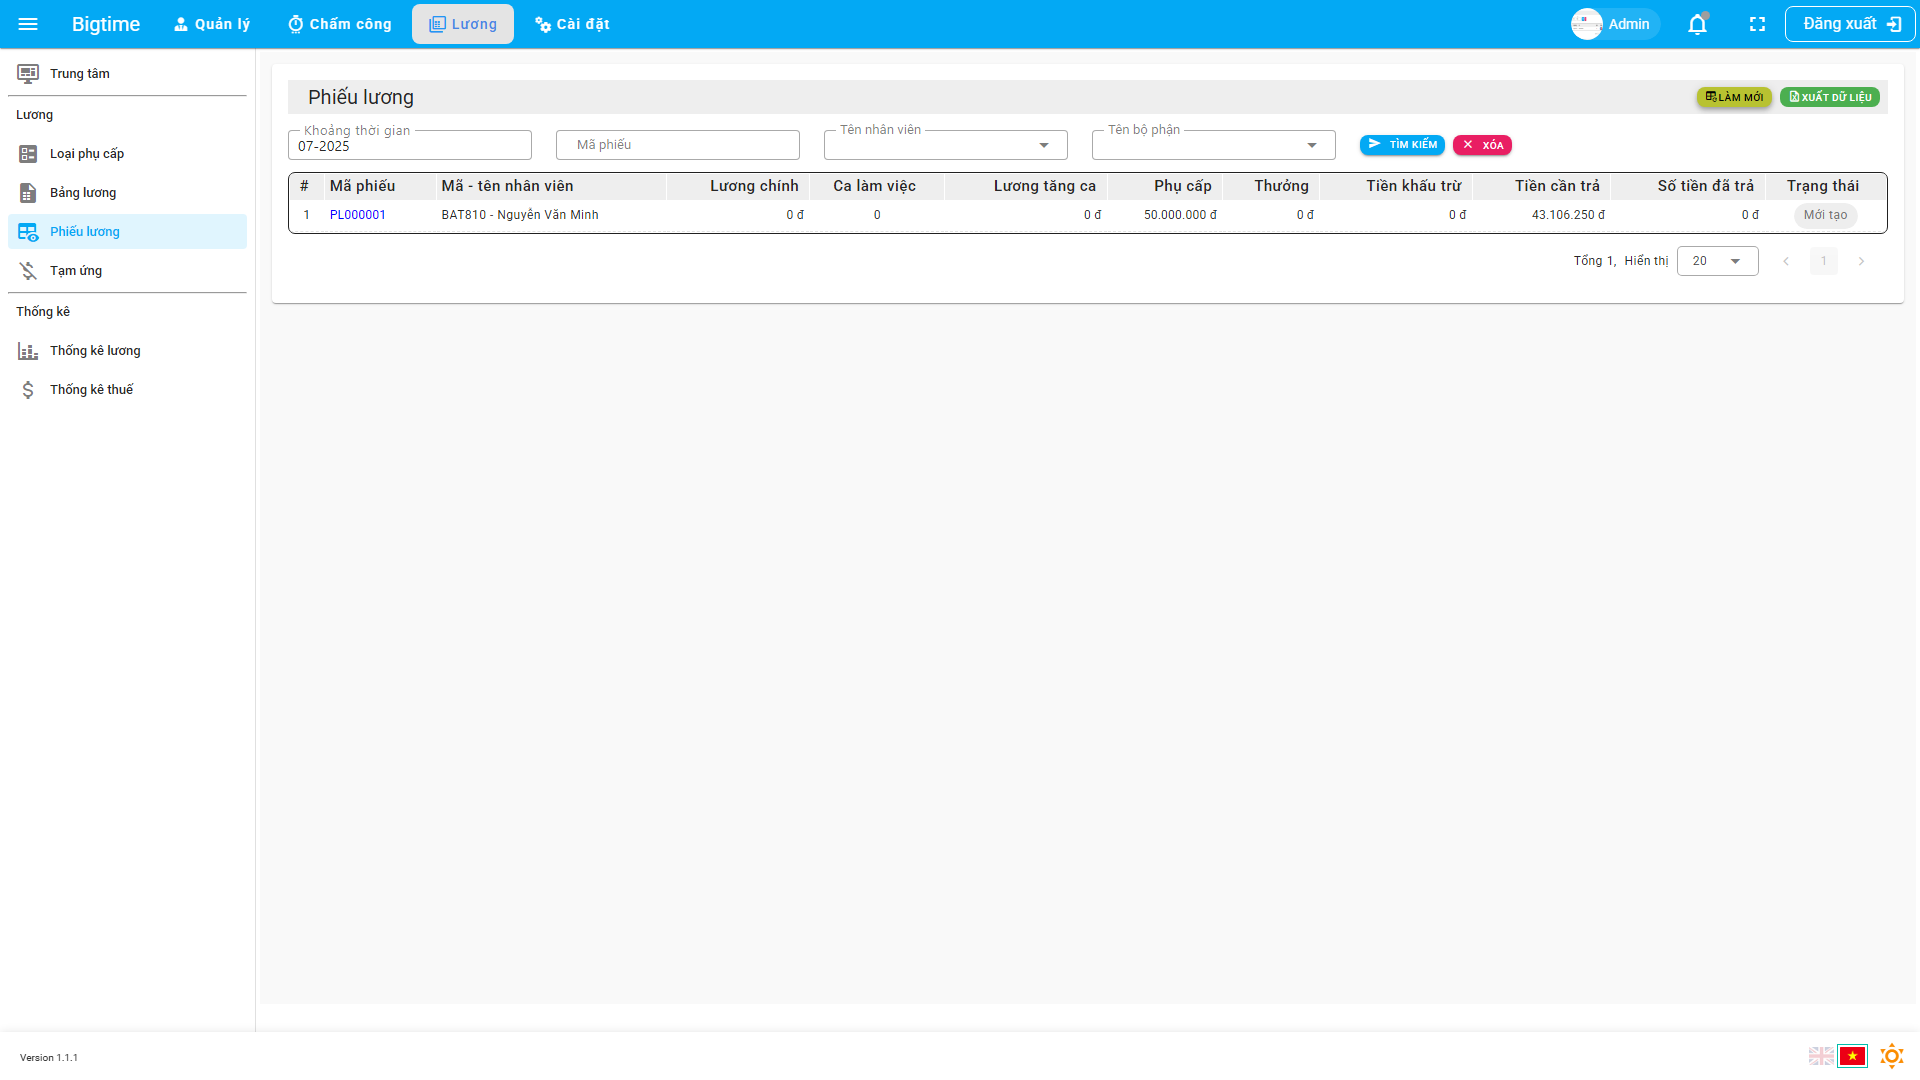 Bigtime
Quản lý
Chấm công
Lương
Cài đặt
Admin
Đăng xuất
Trung tâm
Lương
Loại phụ cấp
Bảng lương
Phiếu lương
Tạm ứng
Thống kê
Thống kê lương
Thống kê thuế
Phiếu lương
LÀM MỚI
XUẤT DỮ LIỆU
Khoảng thời gian
07-2025
Mã phiếu
Tên nhân viên
Tên bộ phận
TÌM KIẾM
XÓA
# Mã phiếu Mã - tên nhân viên Lương chính Ca làm việc Lương tăng ca Phụ cấp Thưởng Tiền khấu trừ Tiền cần trả Số tiền đã trả Trạng thái
1 PL000001 BAT810 - Nguyễn Văn Minh 0 đ 0 0 đ 50.000.000 đ 0 đ 0 đ 43.106.250 đ 0 đ Mới tạo
Tổng 1, Hiển thị 20 1
Version 1.1.1